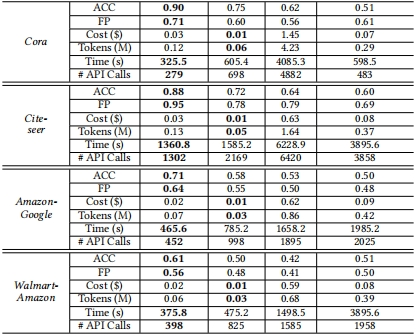 ACC 0.90 0.75 0.62 0.51
FP 0.71 0.60 0.56 0.61
Cora Cost ($) 0.03 0.01 1.45 0.07
Tokens (M) 0.12 0.06 4.23 0.29
Time (s) 325.5 605.4 4085.3 598.5
# API Calls 279 698 4882 483
ACC 0.88 0.72 0.64 0.60
FP 0.95 0.78 0.79 0.69
Cite- Cost ($) 0.03 0.01 0.63 0.08
seer Tokens (M) 0.13 0.05 1.64 0.37
Time (s) 1360.8 1585.2 6228.9 3895.6
# API Calls 1302 2169 6420 3858
ACC 0.71 0.58 0.53 0.50
FP 0.64 0.55 0.50 0.48
Amazon- Cost ($) 0.02 0.01 0.62 0.09
Google Tokens (M) 0.07 0.03 0.86 0.42
Time (s) 465.6 785.2 1658.2 1985.2
# API Calls 452 998 1895 2025
ACC 0.61 0.50 0.42 0.51
FP 0.56 0.48 0.41 0.50
Walmart- Cost ($) 0.02 0.01 0.59 0.08
Amazon Tokens (M) 0.06 0.03 0.68 0.39
Time (s) 375.8 475.2 1498.5 3895.6
# API Calls 398 825 1585 1958